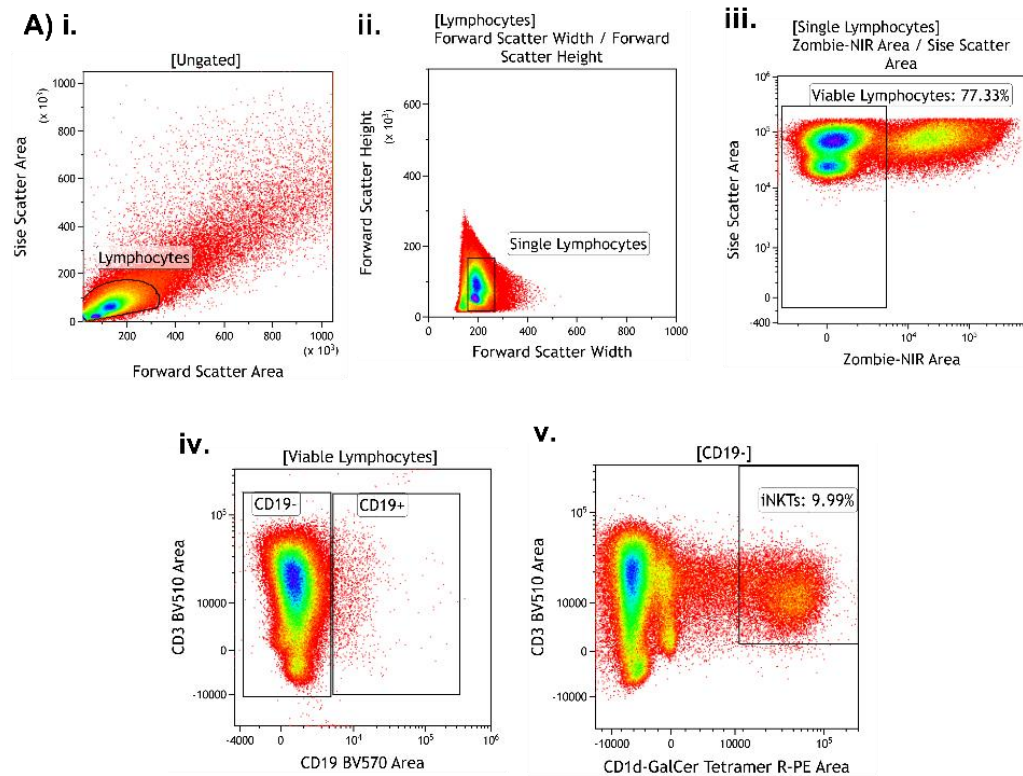 A) i.
[Ungated]
Sise Scatter Area
(x 10³)
1000
800
600
400
200
0
Lymphocytes
200
400
600
800
1000
(x 10³)
Forward Scatter Area
ii.
[Lymphocytes]
Forward Scatter Width / Forward
Scatter Height
Forward Scatter Height
(x 10³)
600
400
200
0
Single Lymphocytes
0
200
400
600
800
1000
Forward Scatter Width
iii.
[Single Lymphocytes]
Zombie-NIR Area / Sise Scatter
Area
Sise Scatter Area
10⁶
10⁵
10⁴
10³
0
-400
Viable Lymphocytes: 77.33%
0
10⁴
10³
Zombie-NIR Area
iv.
[Viable Lymphocytes]
CD3 BV510 Area
10⁵
10000
0
-10000
CD19-
CD19+
-4000
0
10⁴
10⁵
10⁶
CD19 BV570 Area
v.
[CD19-]
CD3 BV510 Area
10⁵
10000
0
-10000
iNKTs: 9.99%
-10000
0
10000
10⁵
CD1d-GalCer Tetramer R-PE Area